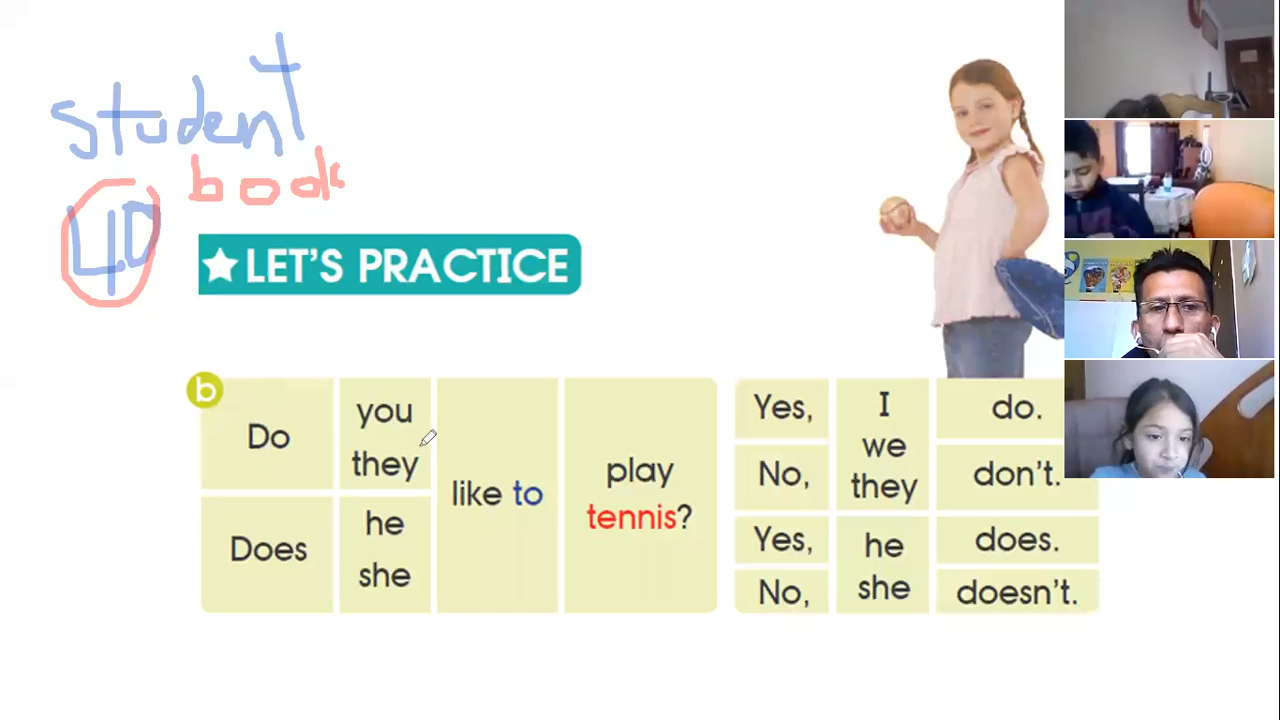 student
book
40
LET'S PRACTICE
b
Do
you
they
Does
he
she
like to
play
tennis?
Yes,
No,
I
we
they
do.
don't.
Yes,
No,
he
she
does.
doesn't.